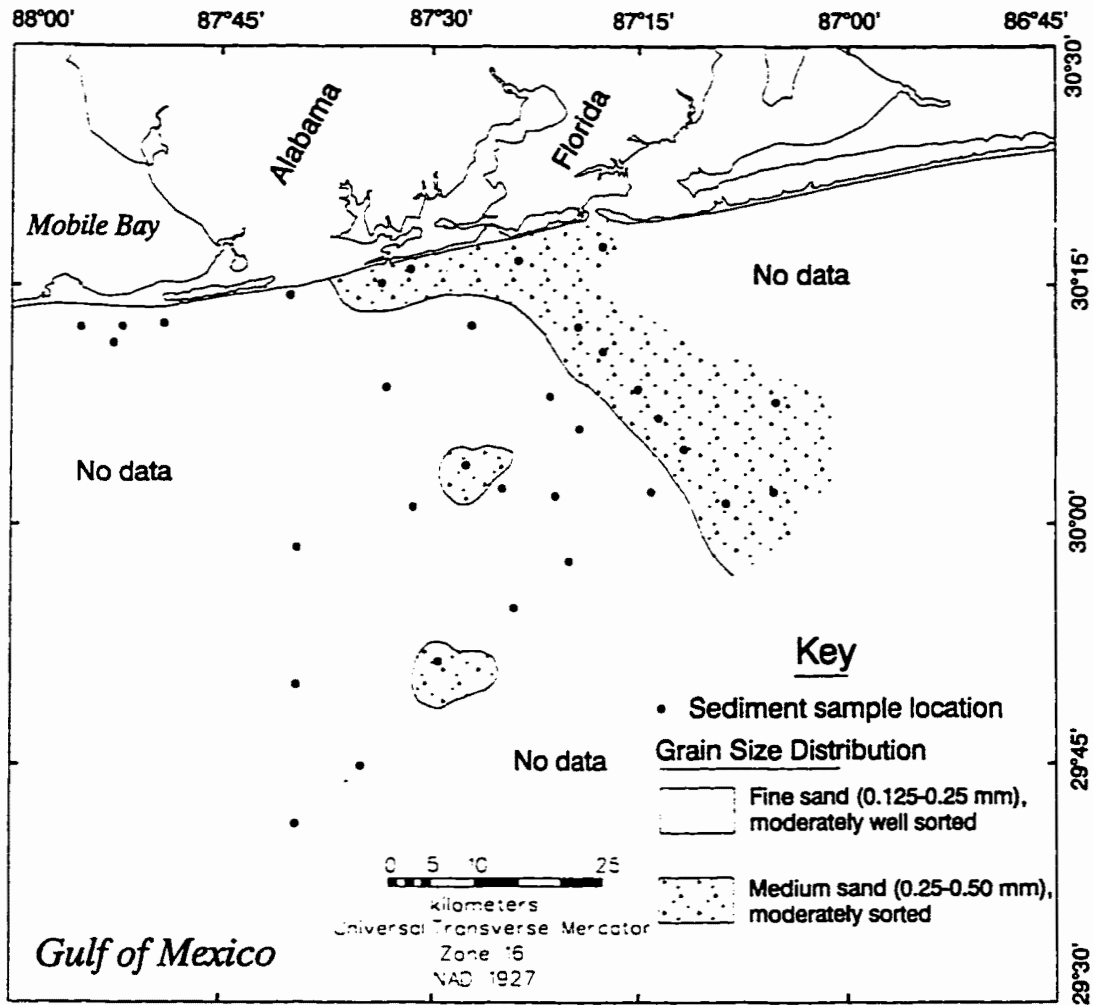 88°00' 87°45' 87°30' 87°15' 87°00' 86°45'
30°30'
Alabama
Florida
Mobile Bay
No data
30°15'
No data
30°00'
Key
• Sediment sample location
No data
Grain Size Distribution
29°45'
Fine sand (0.125-0.25 mm),
moderately well sorted
0 5 10 25
kilometers
Medium sand (0.25-0.50 mm),
moderately sorted
Universal Transverse Mercator
Zone 16
NAD 1927
Gulf of Mexico
29°30'